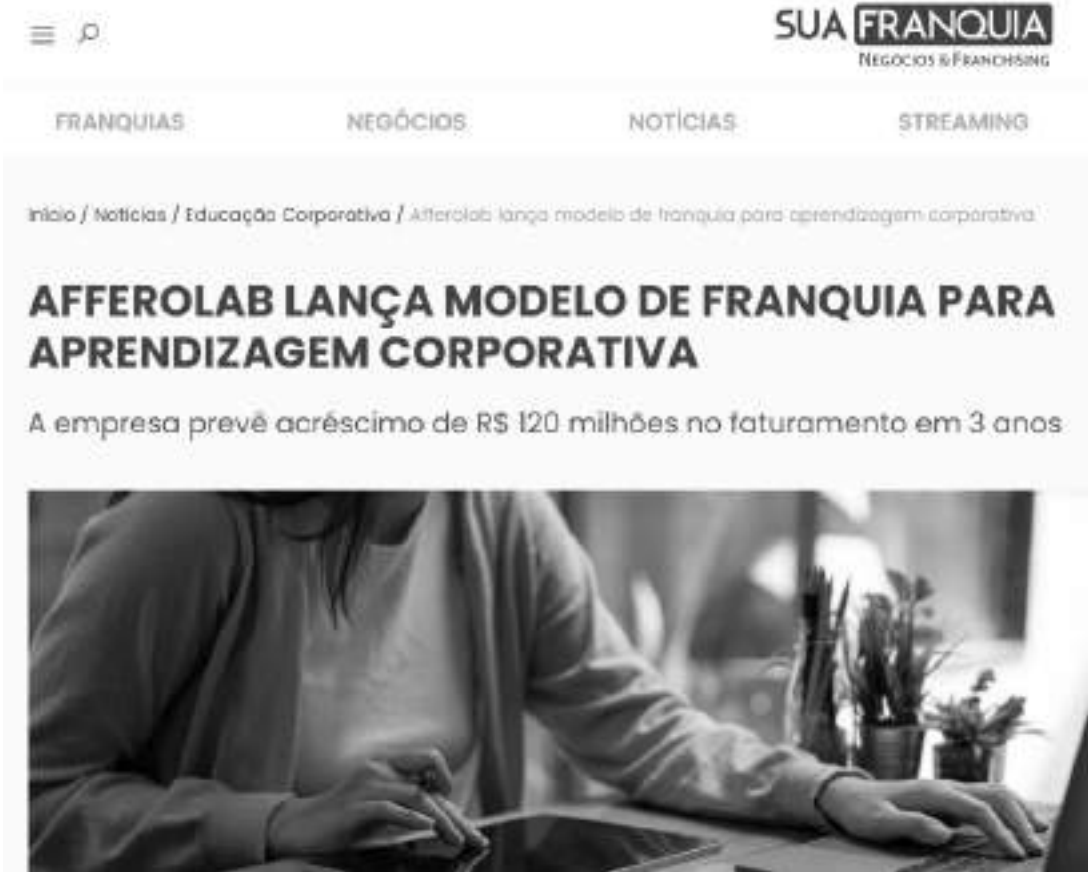 SUA FRANQUIA
NEGÓCIOS & FRANCHISING
FRANQUIAS NEGÓCIOS NOTÍCIAS STREAMING
Início / Notícias / Educação Corporativa / Afferolab lança modelo de franquia para aprendizagem corporativa
AFFEROLAB LANÇA MODELO DE FRANQUIA PARA
APRENDIZAGEM CORPORATIVA
A empresa prevê acréscimo de R$ 120 milhões no faturamento em 3 anos